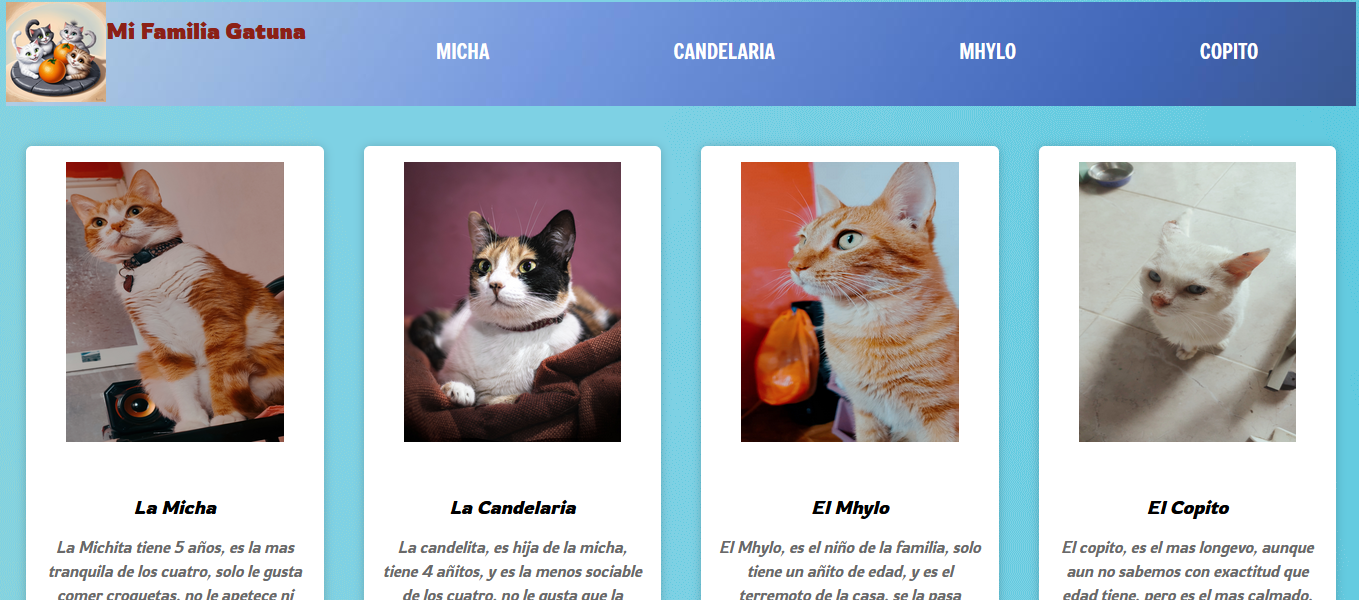 Mi Familia Gatuna
MICHA
CANDELARIA
MHYLO
COPITO
La Micha
La Michita tiene 5 años, es la mas
tranquila de los cuatro, solo le gusta
comer croquetas, no le apetece ni
La Candelaria
La candelita, es hija de la micha,
tiene 4 añitos, y es la menos sociable
de los cuatro, no le gusta que la
El Mhylo
El Mhylo, es el niño de la familia, solo
tiene un añito de edad, y es el
terremoto de la casa, se la pasa
El Copito
El copito, es el mas longevo, aunque
aun no sabemos con exactitud que
edad tiene, pero es el mas calmado,